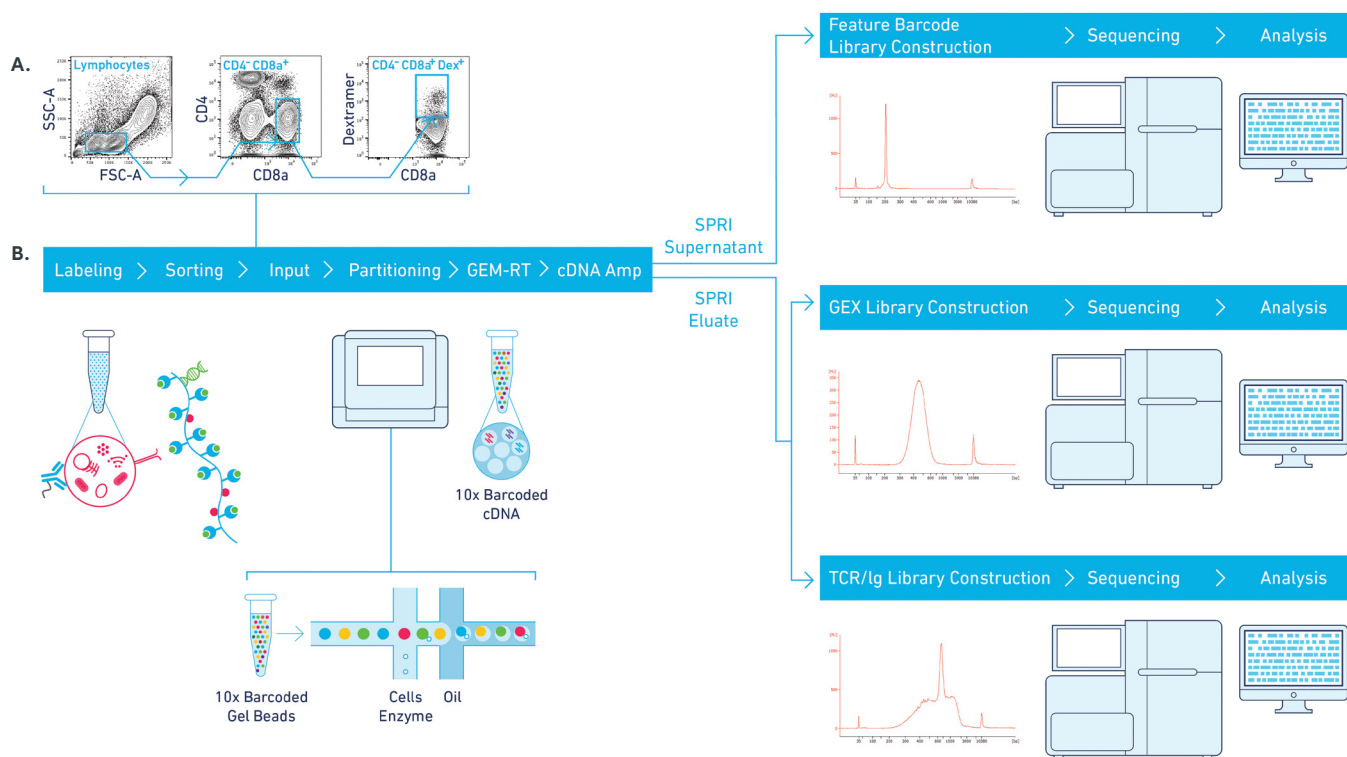 A.
Lymphocytes
SSC-A
FSC-A
CD4⁻ CD8a⁺
CD4
CD8a
CD4⁻ CD8a⁺ Dex⁺
Dextramer
CD8a
B.
Labeling > Sorting > Input > Partitioning > GEM-RT > cDNA Amp
10x Barcoded
cDNA
10x Barcoded
Gel Beads
Cells
Enzyme
Oil
SPRI
Supernatant
SPRI
Eluate
Feature Barcode
Library Construction > Sequencing > Analysis
GEX Library Construction > Sequencing > Analysis
TCR/Ig Library Construction > Sequencing > Analysis